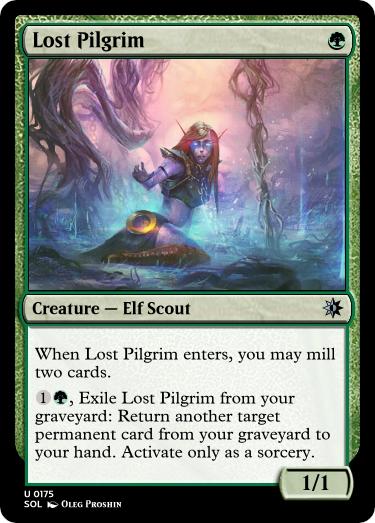 Lost Pilgrim
Creature — Elf Scout
When Lost Pilgrim enters, you may mill
two cards.
1, Exile Lost Pilgrim from your
graveyard: Return another target
permanent card from your graveyard to
your hand. Activate only as a sorcery.
1/1
U 0175
SOL Oleg Proshin